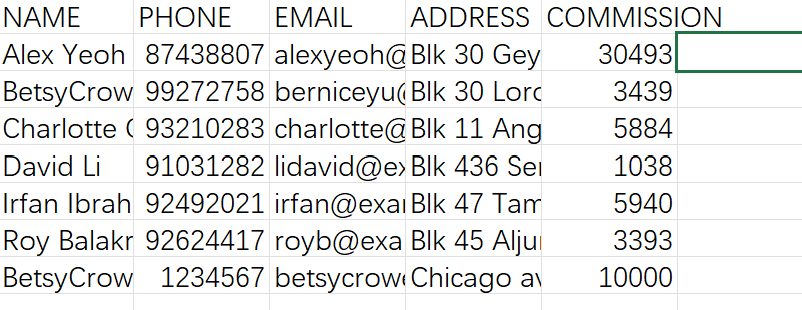 NAME PHONE EMAIL ADDRESS COMMISSION
Alex Yeoh 87438807 alexyeoh@ Blk 30 Gey 30493
BetsyCrow 99272758 berniceyu@ Blk 30 Lorc 3439
Charlotte 93210283 charlotte@ Blk 11 Ang 5884
David Li 91031282 lidavid@ex Blk 436 Ser 1038
Irfan Ibrah 92492021 irfan@exa Blk 47 Tam 5940
Roy Balakr 92624417 royb@exa Blk 45 Alju 3393
BetsyCrow 1234567 betsycrow Chicago av 10000